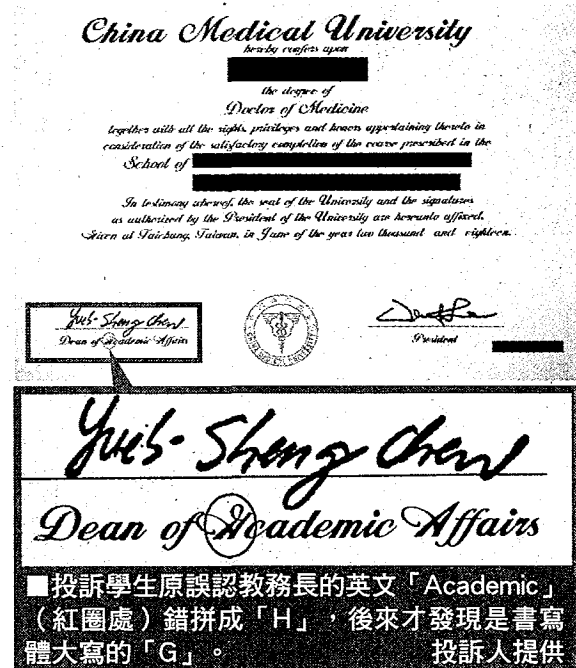 China Medical University
hereby confers upon
the degree of
Doctor of Medicine
together with all the rights, privileges and honors appertaining thereto in
consideration of the satisfactory completion of the course prescribed in the
School of
In testimony whereof, the seal of the University and the signatures
as authorized by the President of the University are hereunto affixed.
Given at Taichung, Taiwan, in June of the year two thousand and eighteen.
Yueh-Sheng Chen
Dean of Academic Affairs
President
Yueh-Sheng Chen
Dean of Academic Affairs
■投訴學生原誤認教務長的英文「Academic」
（紅圈處）錯拼成「H」，後來才發現是書寫
體大寫的「G」。 投訴人提供